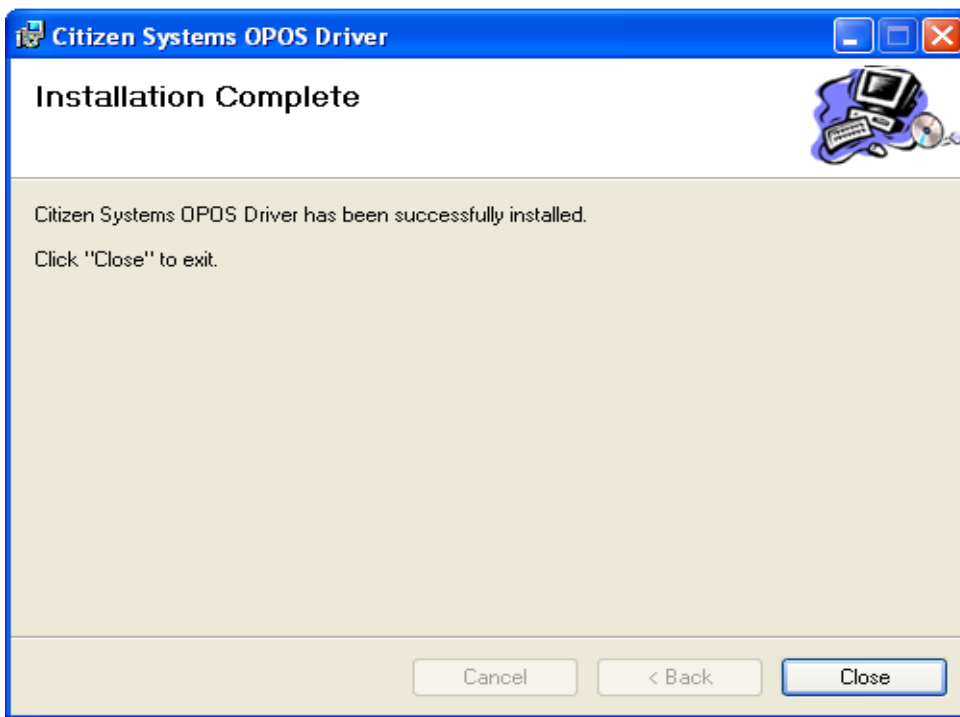 Citizen Systems OPOS Driver
Installation Complete
Citizen Systems OPOS Driver has been successfully installed.
Click "Close" to exit.
Cancel
< Back
Close